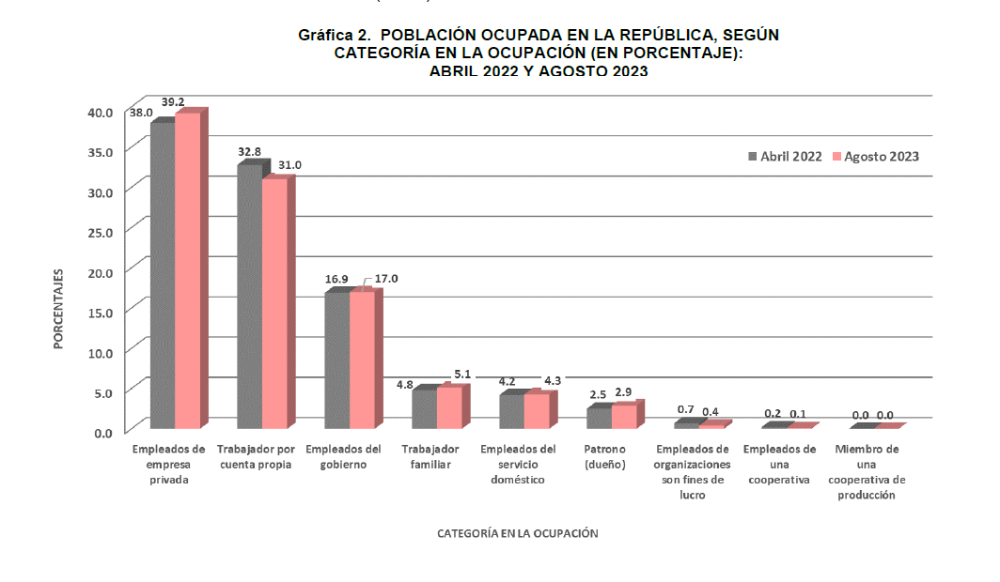 Gráfica 2. POBLACIÓN OCUPADA EN LA REPÚBLICA, SEGÚN
CATEGORÍA EN LA OCUPACIÓN (EN PORCENTAJE):
ABRIL 2022 Y AGOSTO 2023
40.0
35.0
30.0
25.0
20.0
15.0
10.0
5.0
0.0
PORCENTAJES
38.0
39.2
32.8
31.0
16.9
17.0
4.8
5.1
4.2
4.3
2.5
2.9
0.7
0.4
0.2
0.1
0.0
0.0
Abril 2022
Agosto 2023
Empleados de
empresa
privada
Trabajador por
cuenta propia
Empleados del
gobierno
Trabajador
familiar
Empleados del
servicio
doméstico
Patrono
(dueño)
Empleados de
organizaciones
son fines de
lucro
Empleados de
una
cooperativa
Miembro de
una
cooperativa de
producción
CATEGORÍA EN LA OCUPACIÓN